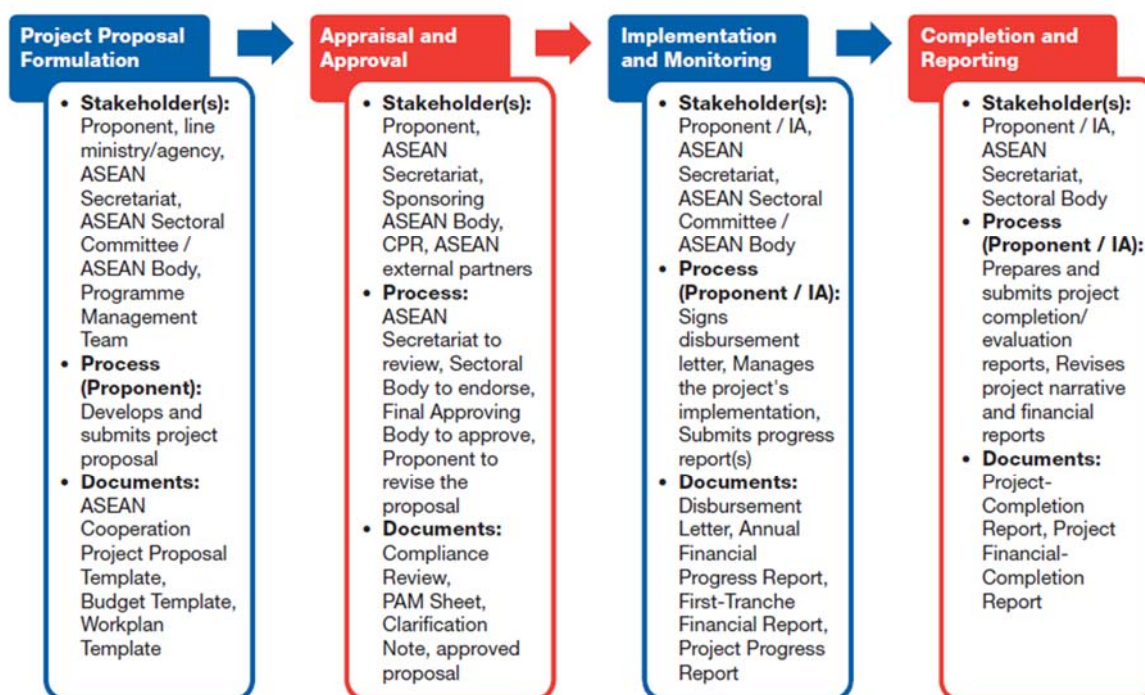 Project Proposal
Formulation
• Stakeholder(s):
Proponent, line
ministry/agency,
ASEAN
Secretariat,
ASEAN Sectoral
Committee /
ASEAN Body,
Programme
Management
Team
• Process
(Proponent):
Develops and
submits project
proposal
• Documents:
ASEAN
Cooperation
Project Proposal
Template,
Budget Template,
Workplan
Template
Appraisal and
Approval
• Stakeholder(s):
Proponent,
ASEAN
Secretariat,
Sponsoring
ASEAN Body,
CPR, ASEAN
external partners
• Process:
ASEAN
Secretariat to
review, Sectoral
Body to endorse,
Final Approving
Body to approve,
Proponent to
revise the
proposal
• Documents:
Compliance
Review,
PAM Sheet,
Clarification
Note, approved
proposal
Implementation
and Monitoring
• Stakeholder(s):
Proponent / IA,
ASEAN
Secretariat,
ASEAN Sectoral
Committee /
ASEAN Body
• Process
(Proponent / IA):
Signs
disbursement
letter, Manages
the project's
implementation,
Submits progress
report(s)
• Documents:
Disbursement
Letter, Annual
Financial
Progress Report,
First-Tranche
Financial Report,
Project Progress
Report
Completion and
Reporting
• Stakeholder(s):
Proponent / IA,
ASEAN
Secretariat,
Sectoral Body
• Process
(Proponent / IA):
Prepares and
submits project
completion/
evaluation
reports, Revises
project narrative
and financial
reports
• Documents:
Project-
Completion
Report, Project
Financial-
Completion
Report